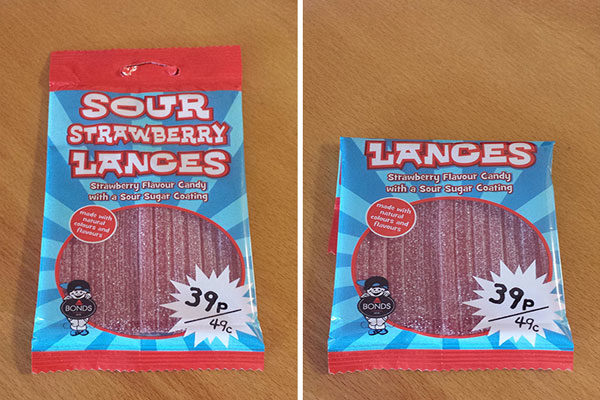 SOUR
STRAWBERRY
LANCES
Strawberry Flavour Candy
with a Sour Sugar Coating
made with
natural
colours and
flavours
BONDS
39p
49c
LANCES
Strawberry Flavour Candy
with a Sour Sugar Coating
made with
natural
colours and
flavours
BONDS
39p
49c